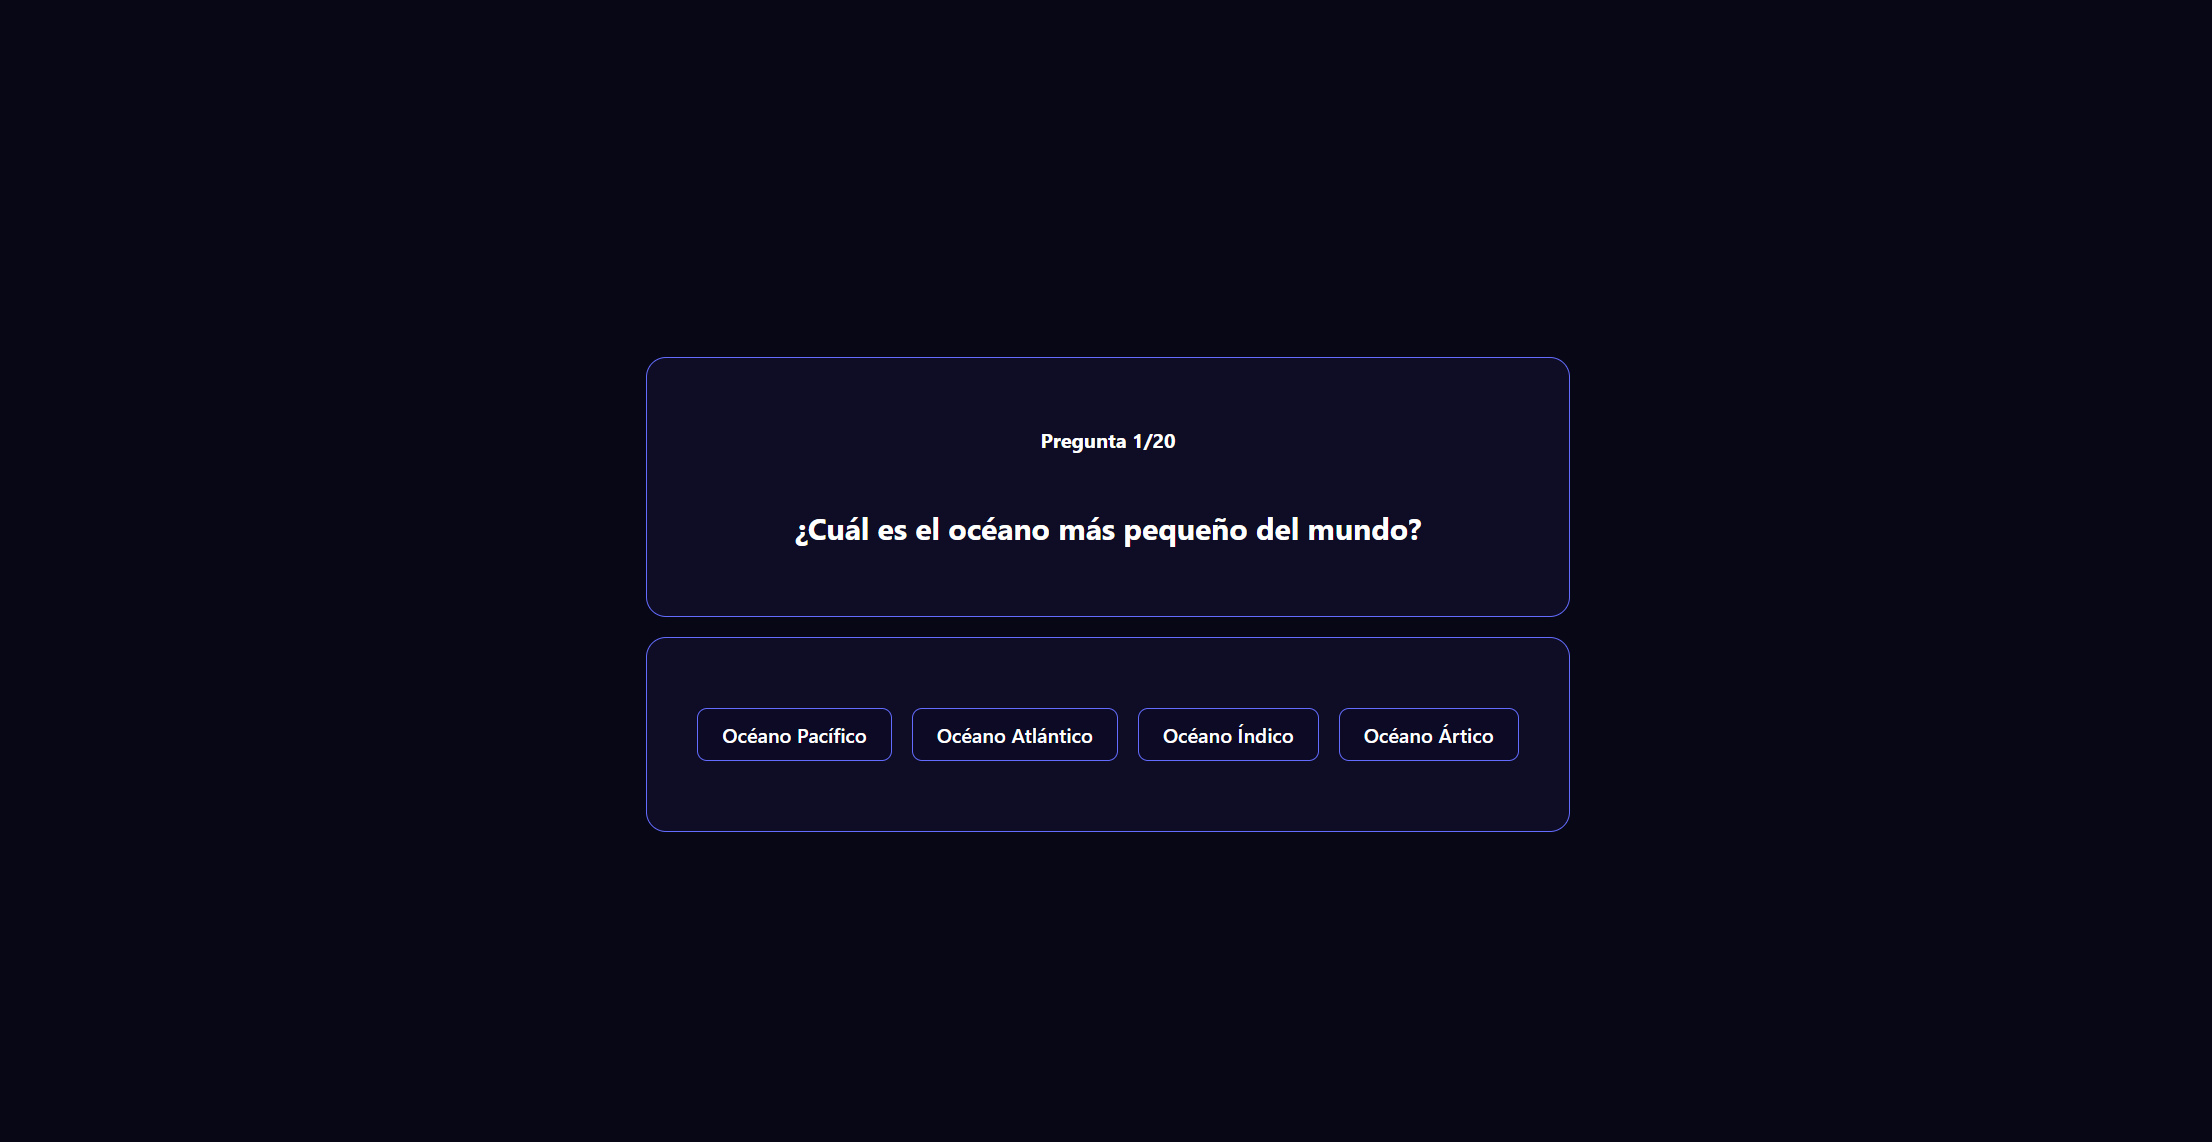 Pregunta 1/20
¿Cuál es el océano más pequeño del mundo?
Océano Pacífico
Océano Atlántico
Océano Índico
Océano Ártico